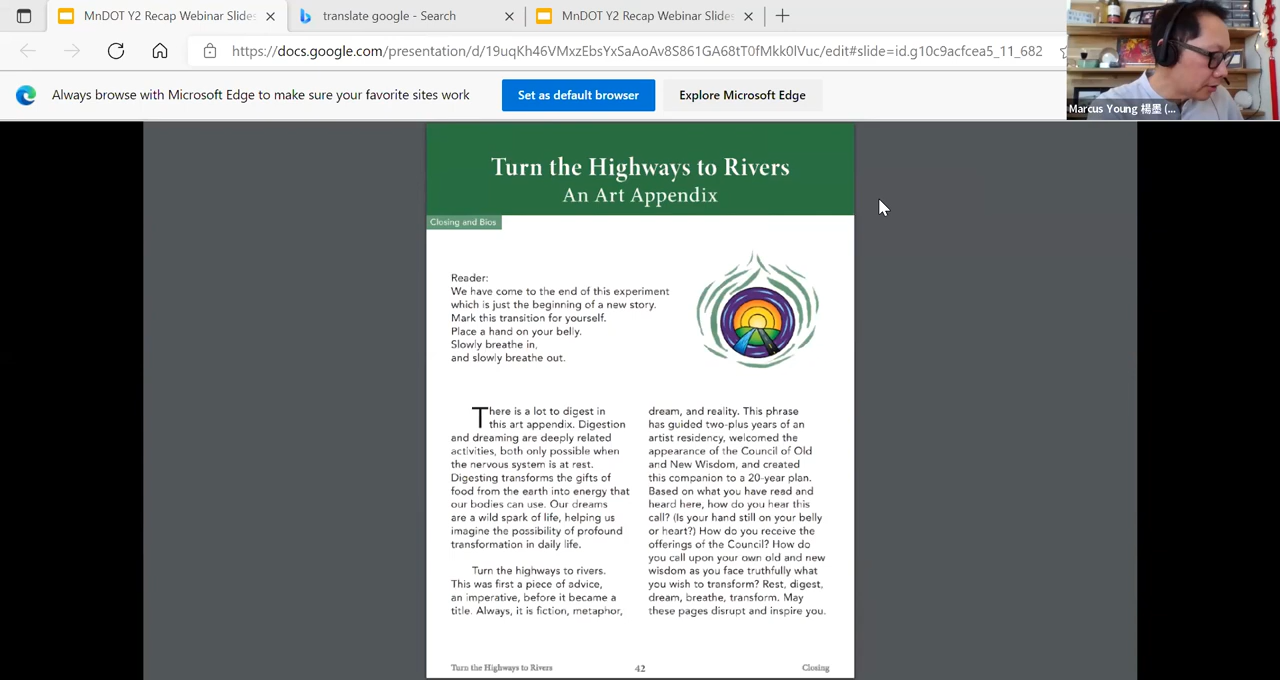 MnDOT Y2 Recap Webinar Slides
translate google - Search
MnDOT Y2 Recap Webinar Slides
https://docs.google.com/presentation/d/19uqKh46VMxzEbsYxSaAoAv8S861GA68tT0fMkk0lVuc/edit#slide=id.g10c9acfcea5_11_682
Always browse with Microsoft Edge to make sure your favorite sites work
Set as default browser
Explore Microsoft Edge
Marcus Young 楊墨 (...
Turn the Highways to Rivers
An Art Appendix
Closing and Bios
Reader:
We have come to the end of this experiment
which is just the beginning of a new story.
Mark this transition for yourself.
Place a hand on your belly.
Slowly breathe in,
and slowly breathe out.
There is a lot to digest in
this art appendix. Digestion
and dreaming are deeply related
activities, both only possible when
the nervous system is at rest.
Digesting transforms the gifts of
food from the earth into energy that
our bodies can use. Our dreams
are a wild spark of life, helping us
imagine the possibility of profound
transformation in daily life.
Turn the highways to rivers.
This was first a piece of advice,
an imperative, before it became a
title. Always, it is fiction, metaphor,
dream, and reality. This phrase
has guided two-plus years of an
artist residency, welcomed the
appearance of the Council of Old
and New Wisdom, and created
this companion to a 20-year plan.
Based on what you have read and
heard here, how do you hear this
call? (Is your hand still on your belly
or heart?) How do you receive the
offerings of the Council? How do
you call upon your own old and new
wisdom as you face truthfully what
you wish to transform? Rest, digest,
dream, breathe, transform. May
these pages disrupt and inspire you.
Turn the Highways to Rivers
42
Closing